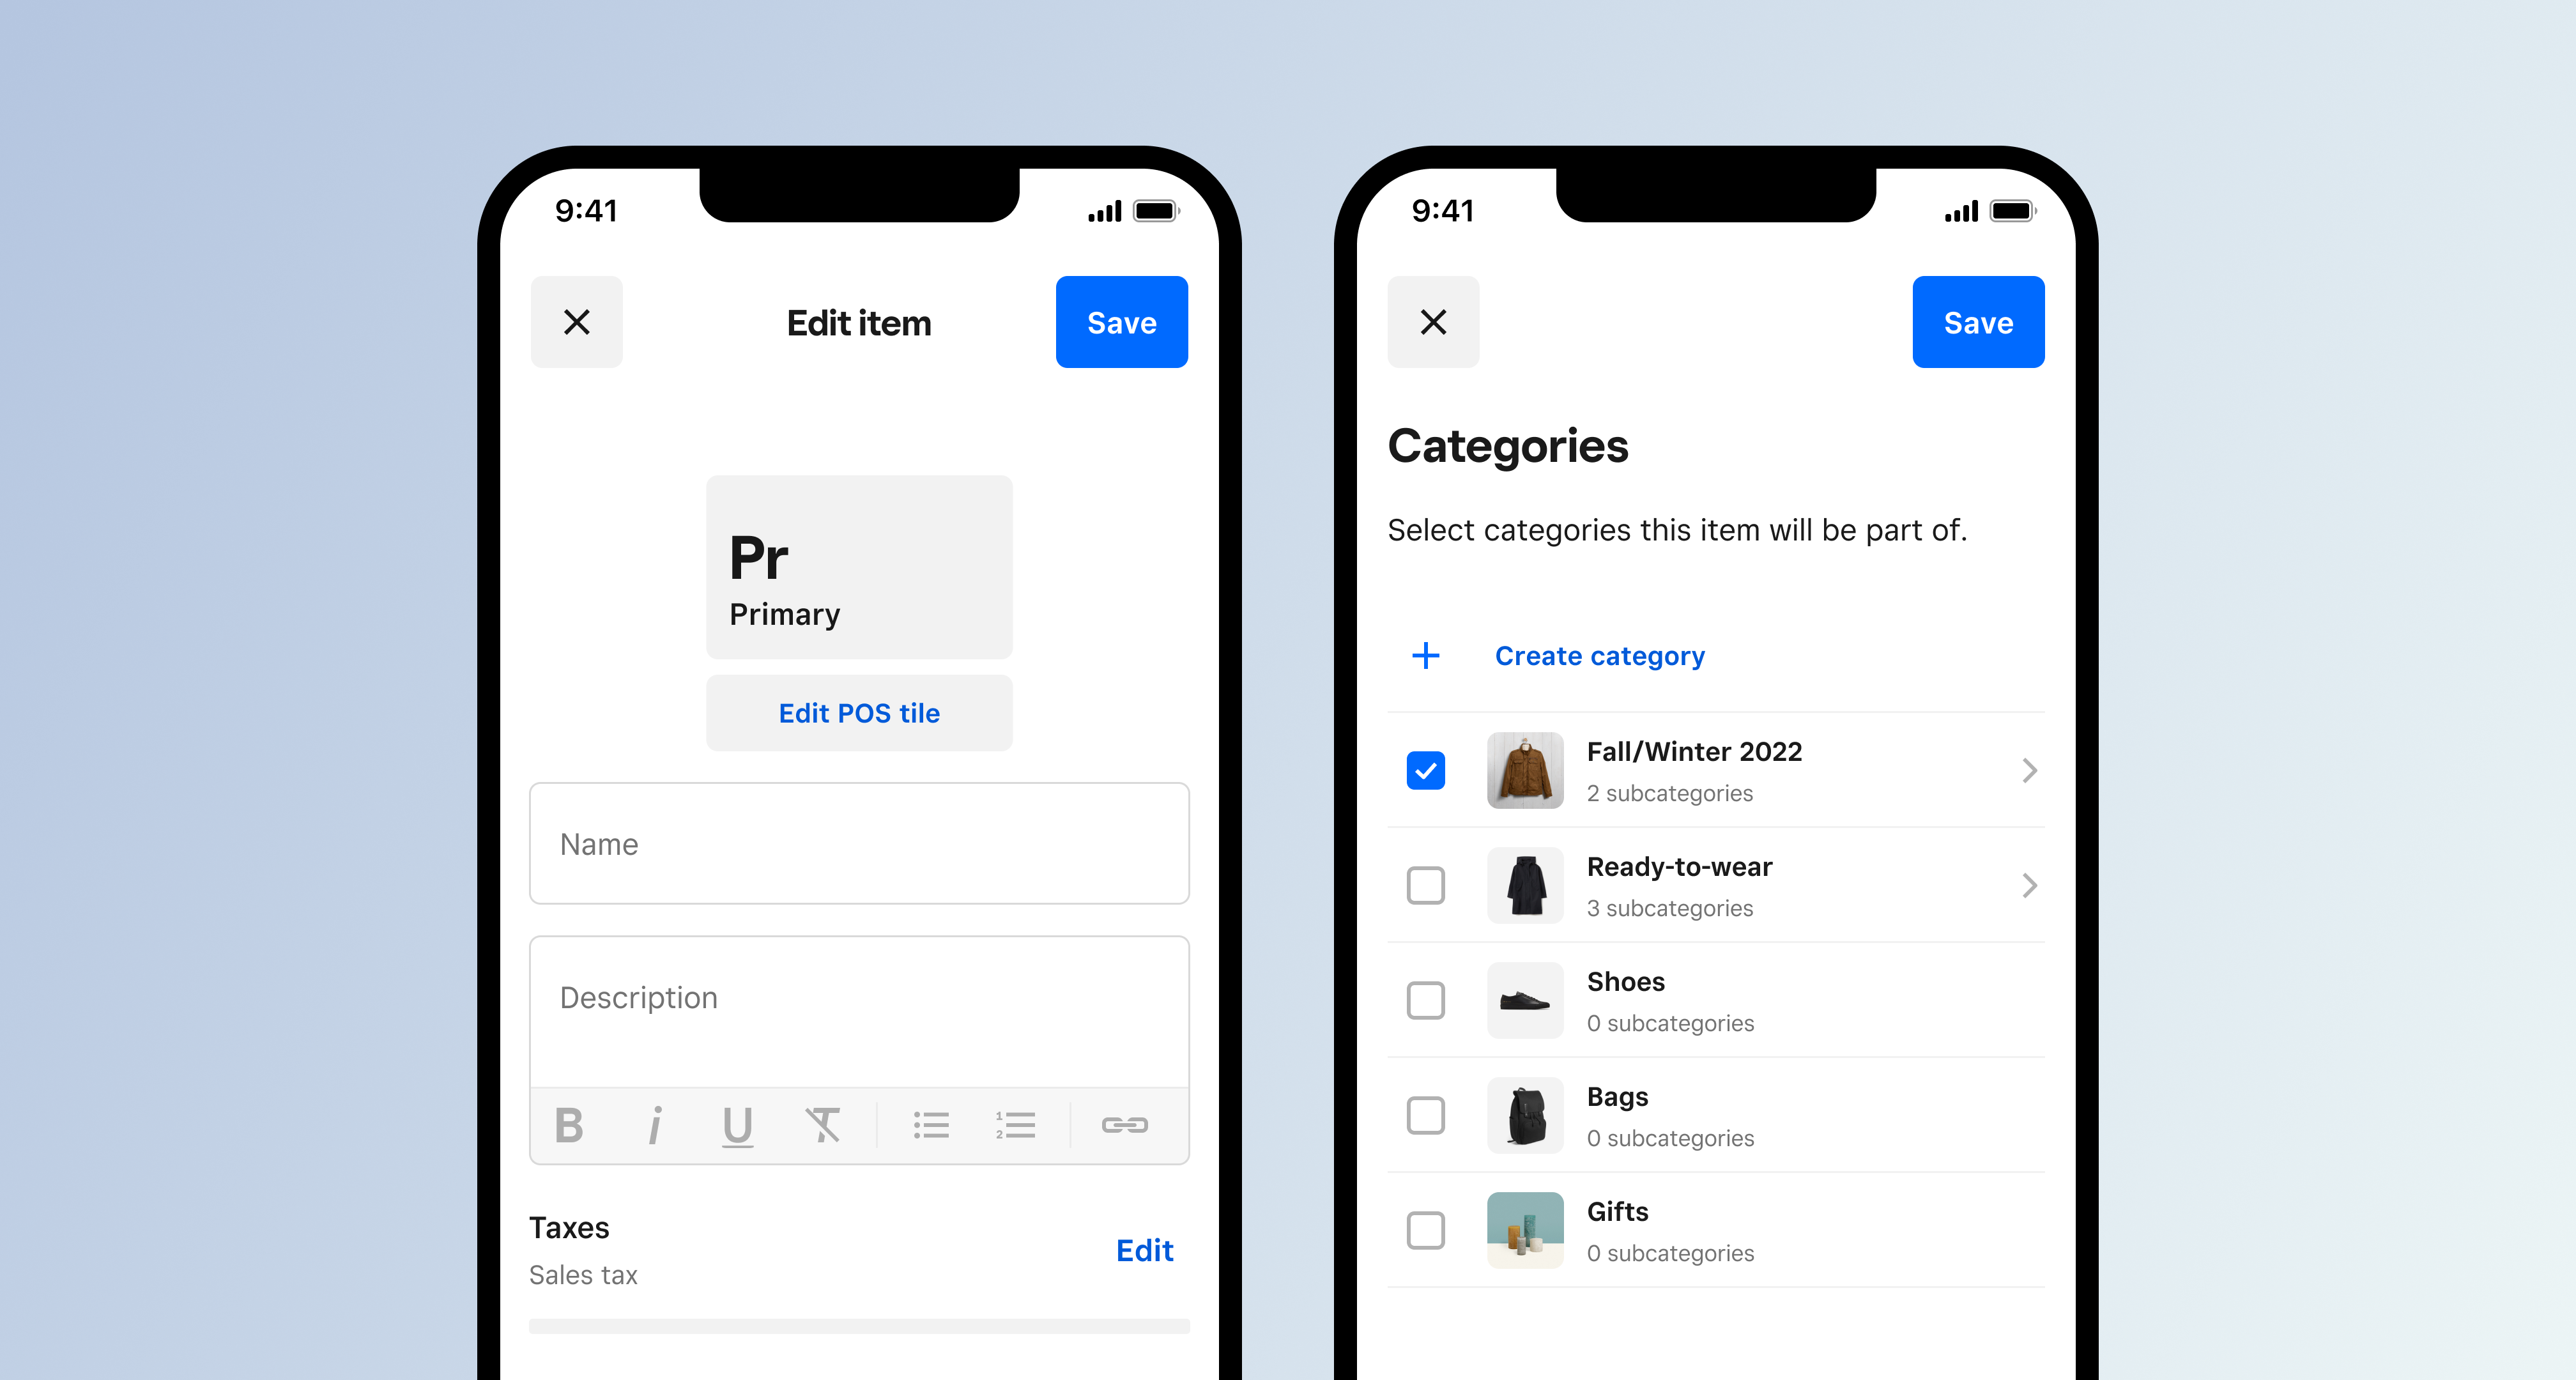 9:41
Edit item
Save
Pr
Primary
Edit POS tile
Name
Description
B i U T 1 2
Taxes
Sales tax
Edit
9:41
Save
Categories
Select categories this item will be part of.
Create category
Fall/Winter 2022
2 subcategories
Ready-to-wear
3 subcategories
Shoes
0 subcategories
Bags
0 subcategories
Gifts
0 subcategories